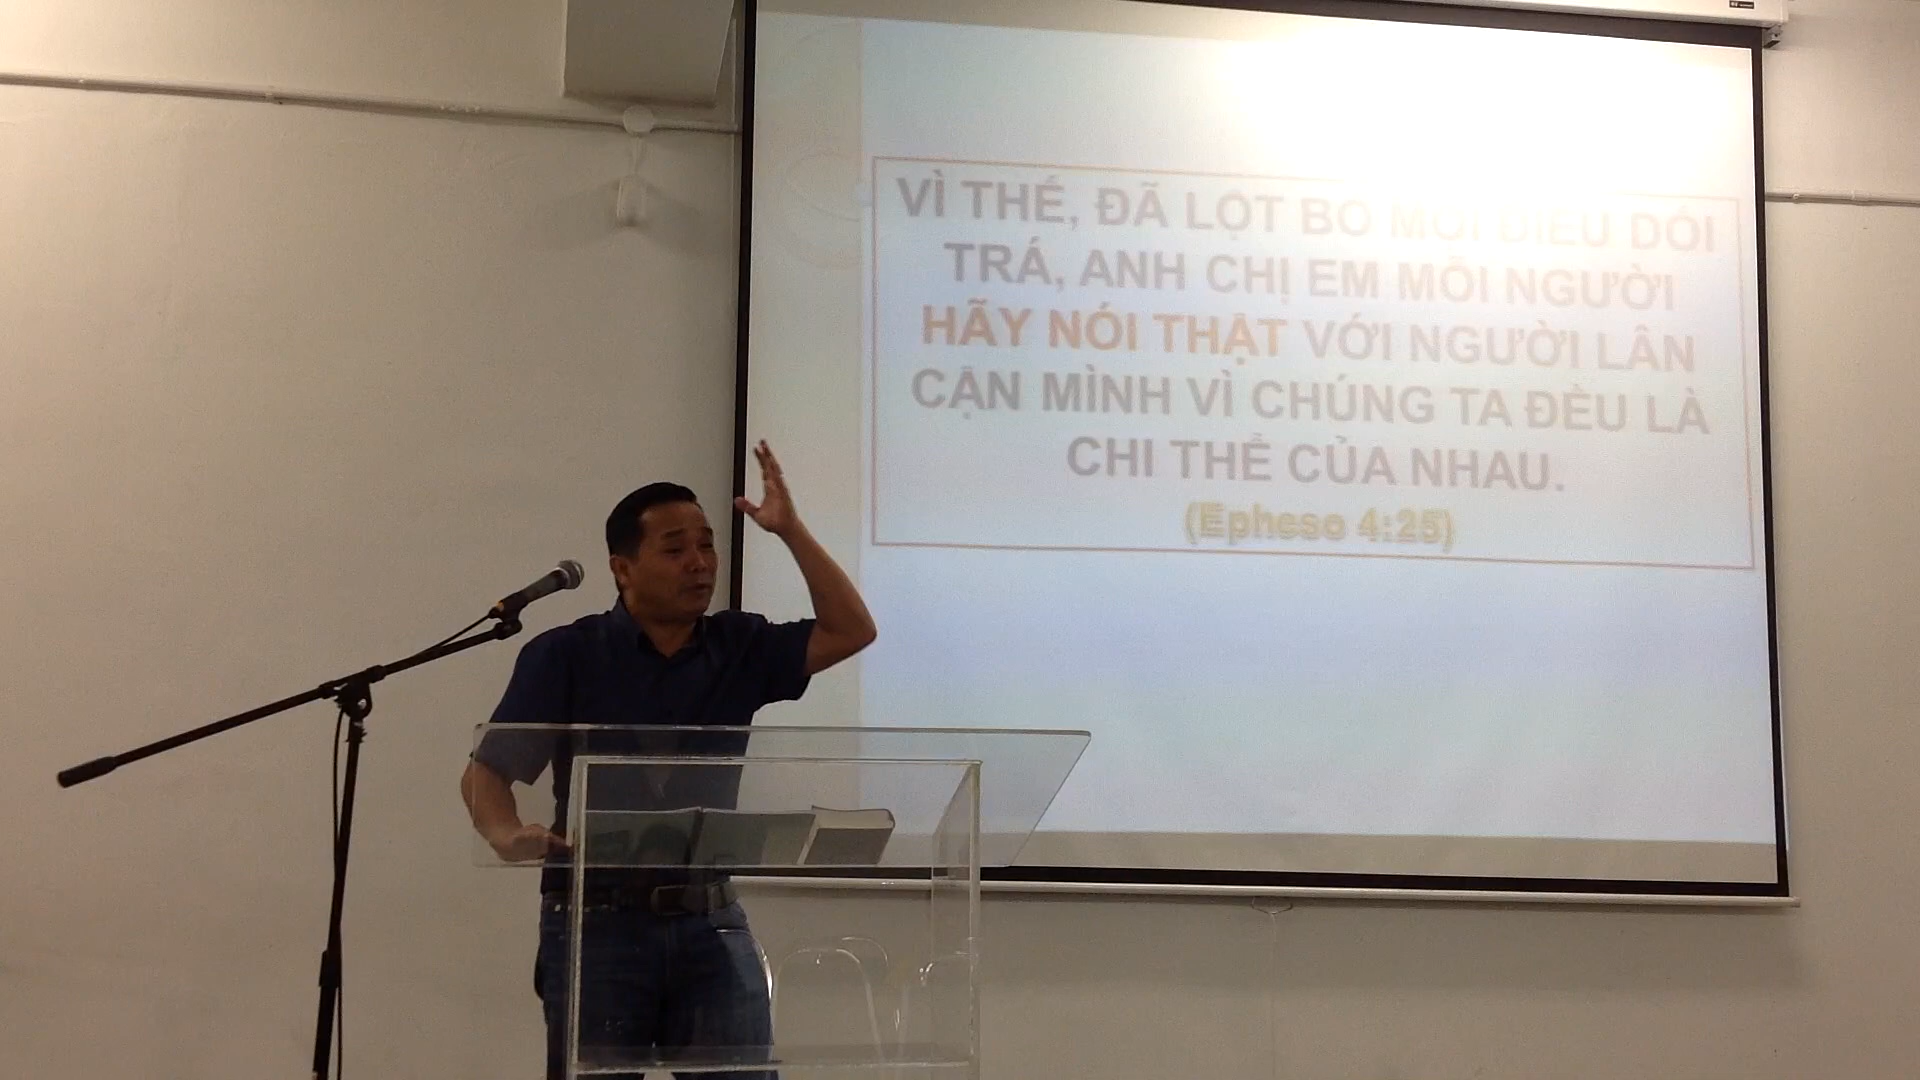 VÌ THẾ, ĐÃ LỘT BỎ MỌI ĐIỀU DỐI
TRÁ, ANH CHỊ EM MỖI NGƯỜI
HÃY NÓI THẬT VỚI NGƯỜI LÂN
CẬN MÌNH VÌ CHÚNG TA ĐỀU LÀ
CHI THỂ CỦA NHAU.
(Epheso 4:25)